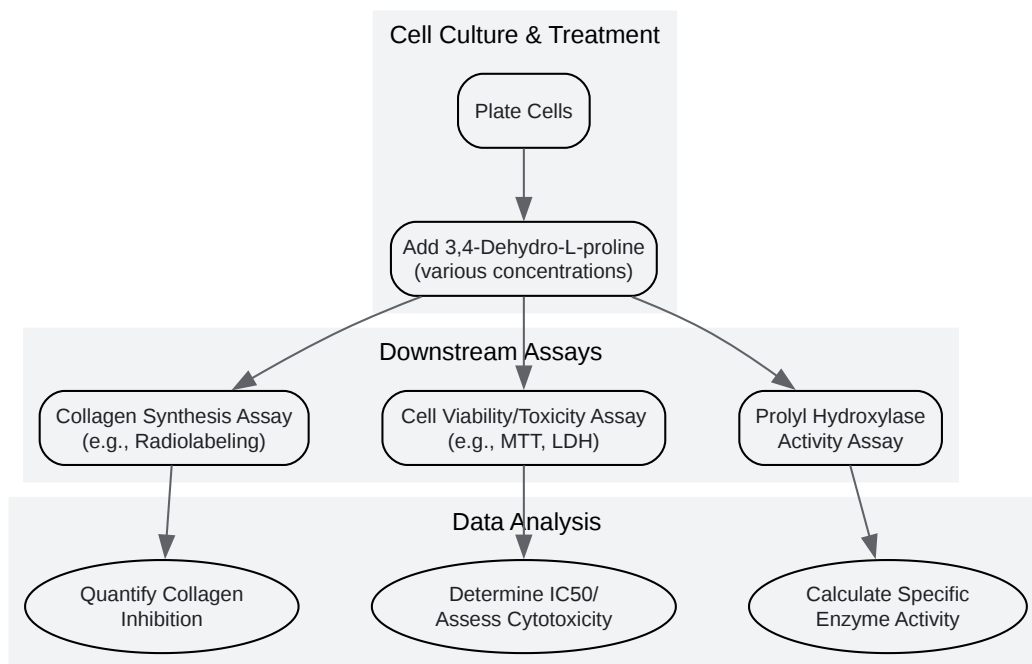 Cell Culture & Treatment
Plate Cells
Add 3,4-Dehydro-L-proline
(various concentrations)
Downstream Assays
Collagen Synthesis Assay
(e.g., Radiolabeling)
Cell Viability/Toxicity Assay
(e.g., MTT, LDH)
Prolyl Hydroxylase
Activity Assay
Data Analysis
Quantify Collagen
Inhibition
Determine IC50/
Assess Cytotoxicity
Calculate Specific
Enzyme Activity